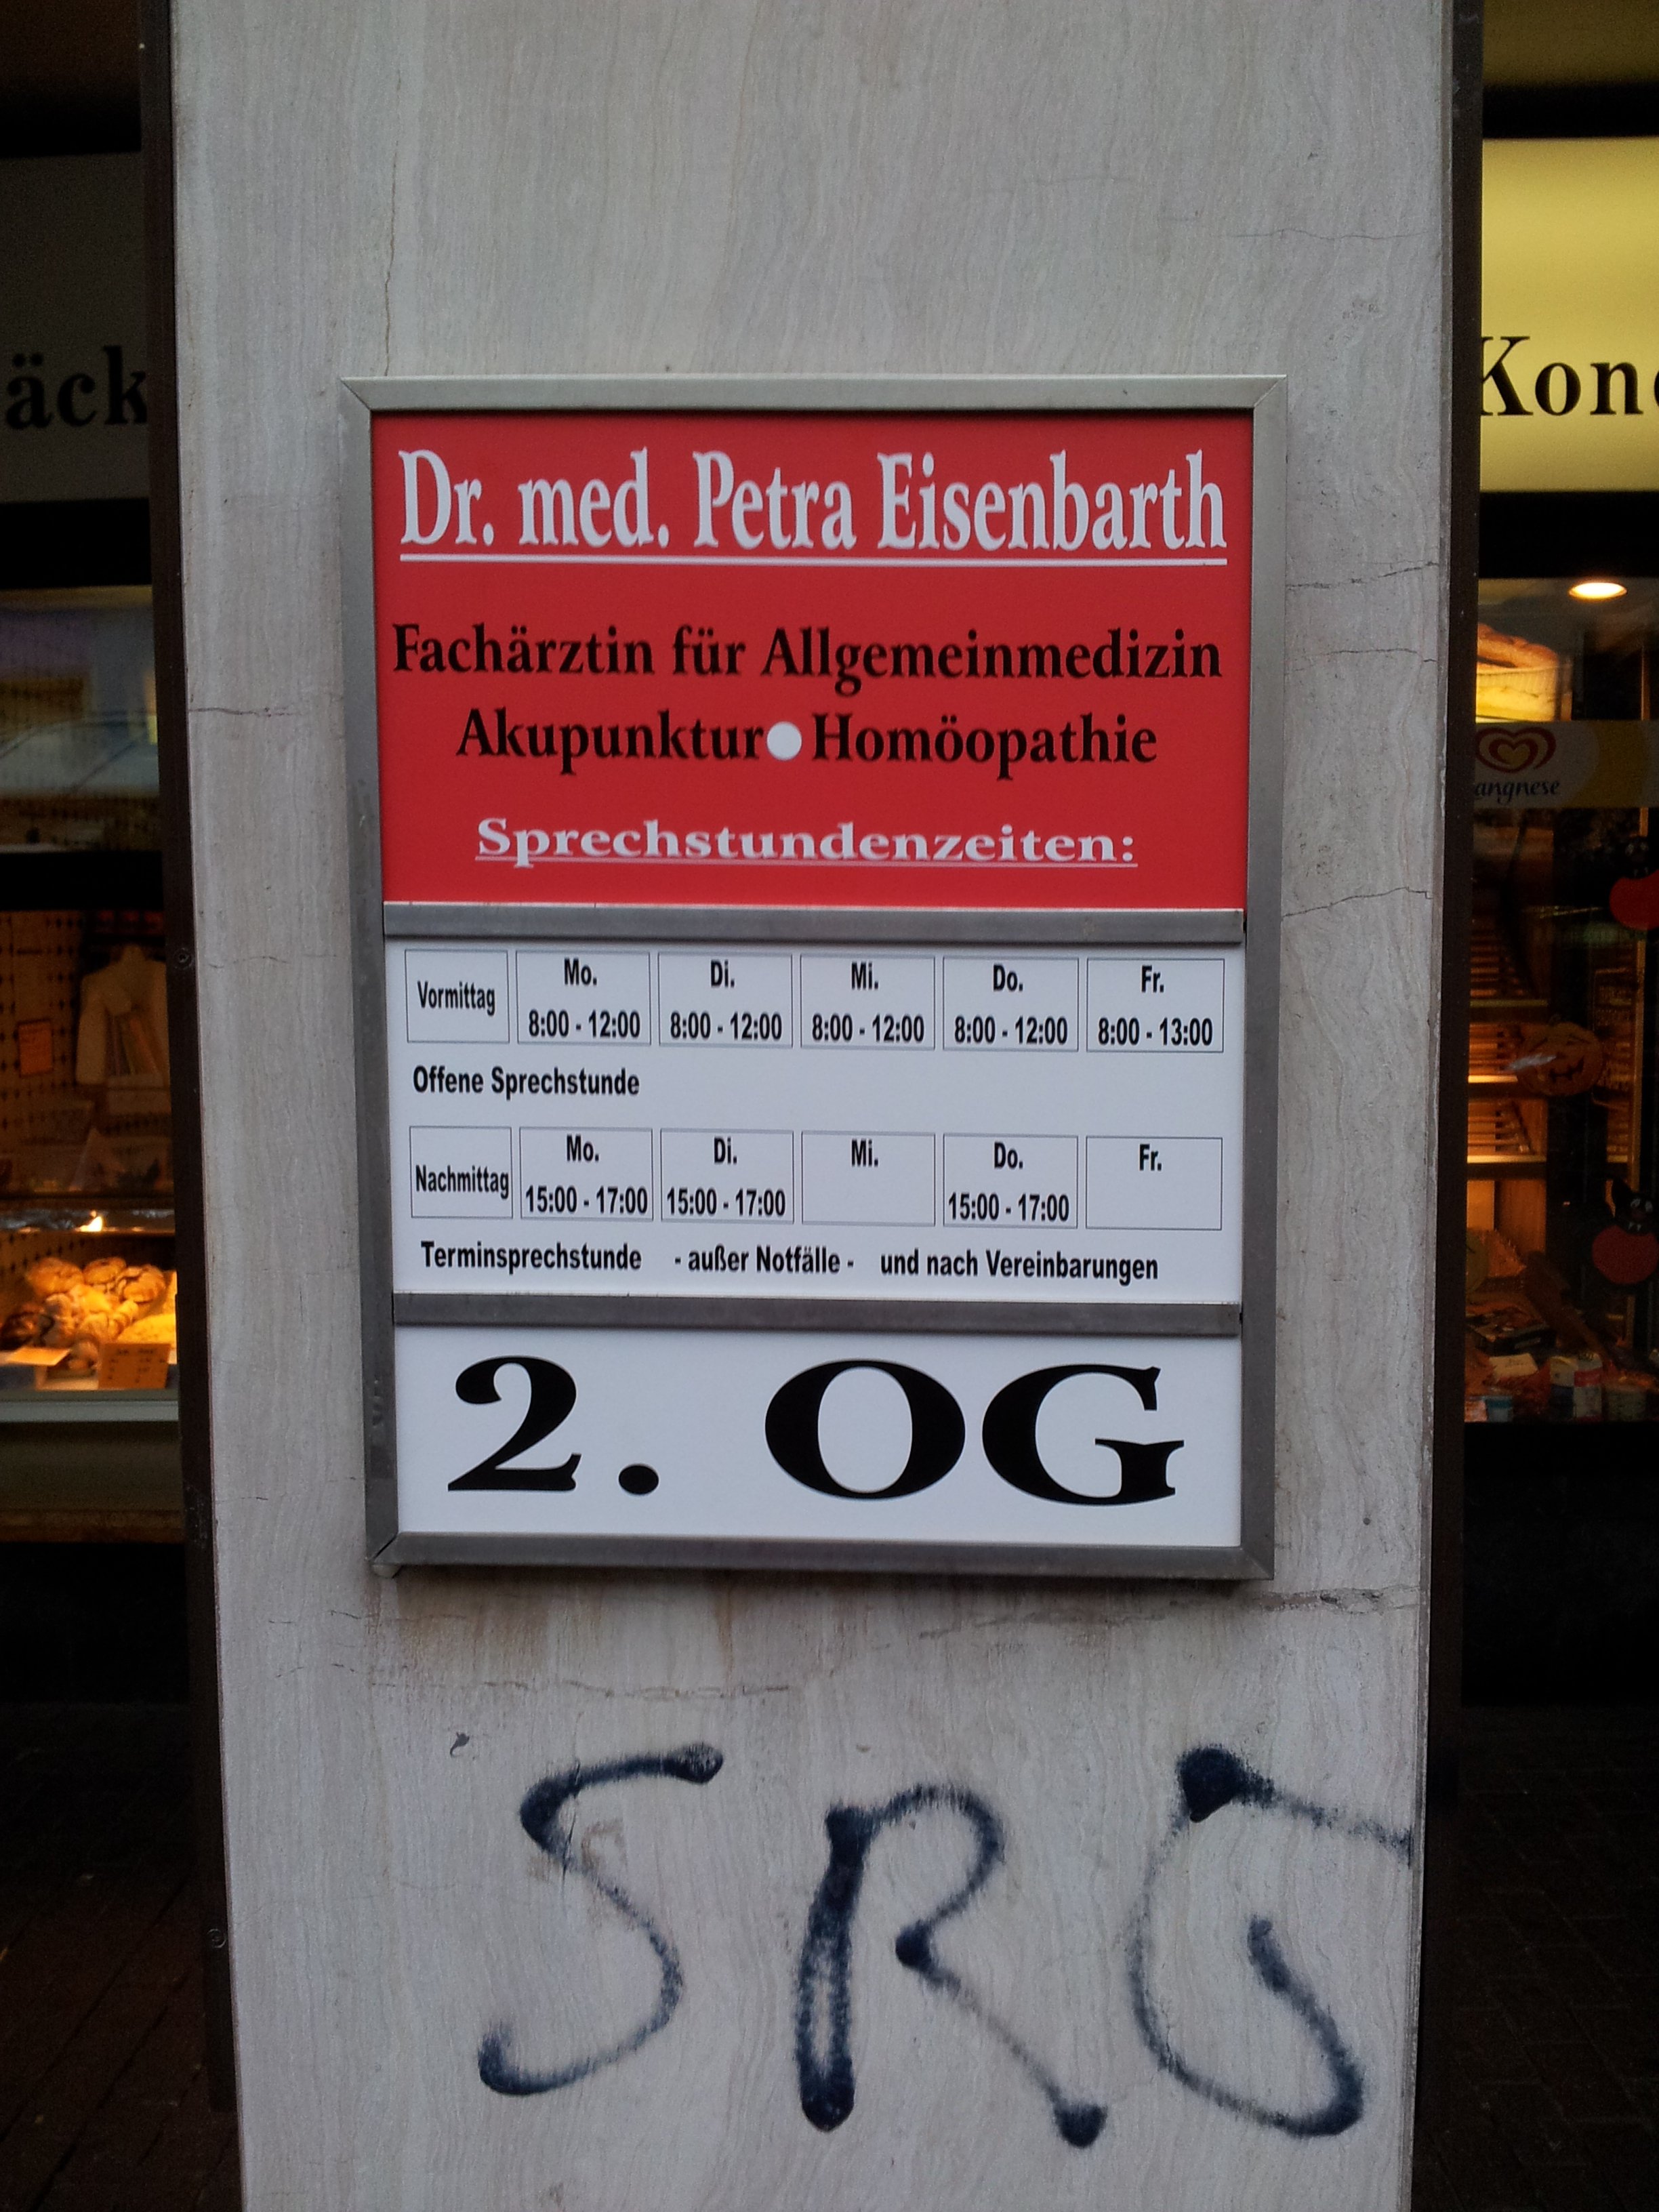 äck
Kon
Dr. med. Petra Eisenbarth
Fachärztin für Allgemeinmedizin
Akupunktur Homöopathie
Sprechstundenzeiten:
Vormittag
Mo. 8:00 - 12:00
Di. 8:00 - 12:00
Mi. 8:00 - 12:00
Do. 8:00 - 12:00
Fr. 8:00 - 13:00
Offene Sprechstunde
Nachmittag
Mo. 15:00 - 17:00
Di. 15:00 - 17:00
Mi.
Do. 15:00 - 17:00
Fr.
Terminsprechstunde - außer Notfälle - und nach Vereinbarungen
2. OG
angnese
SRG